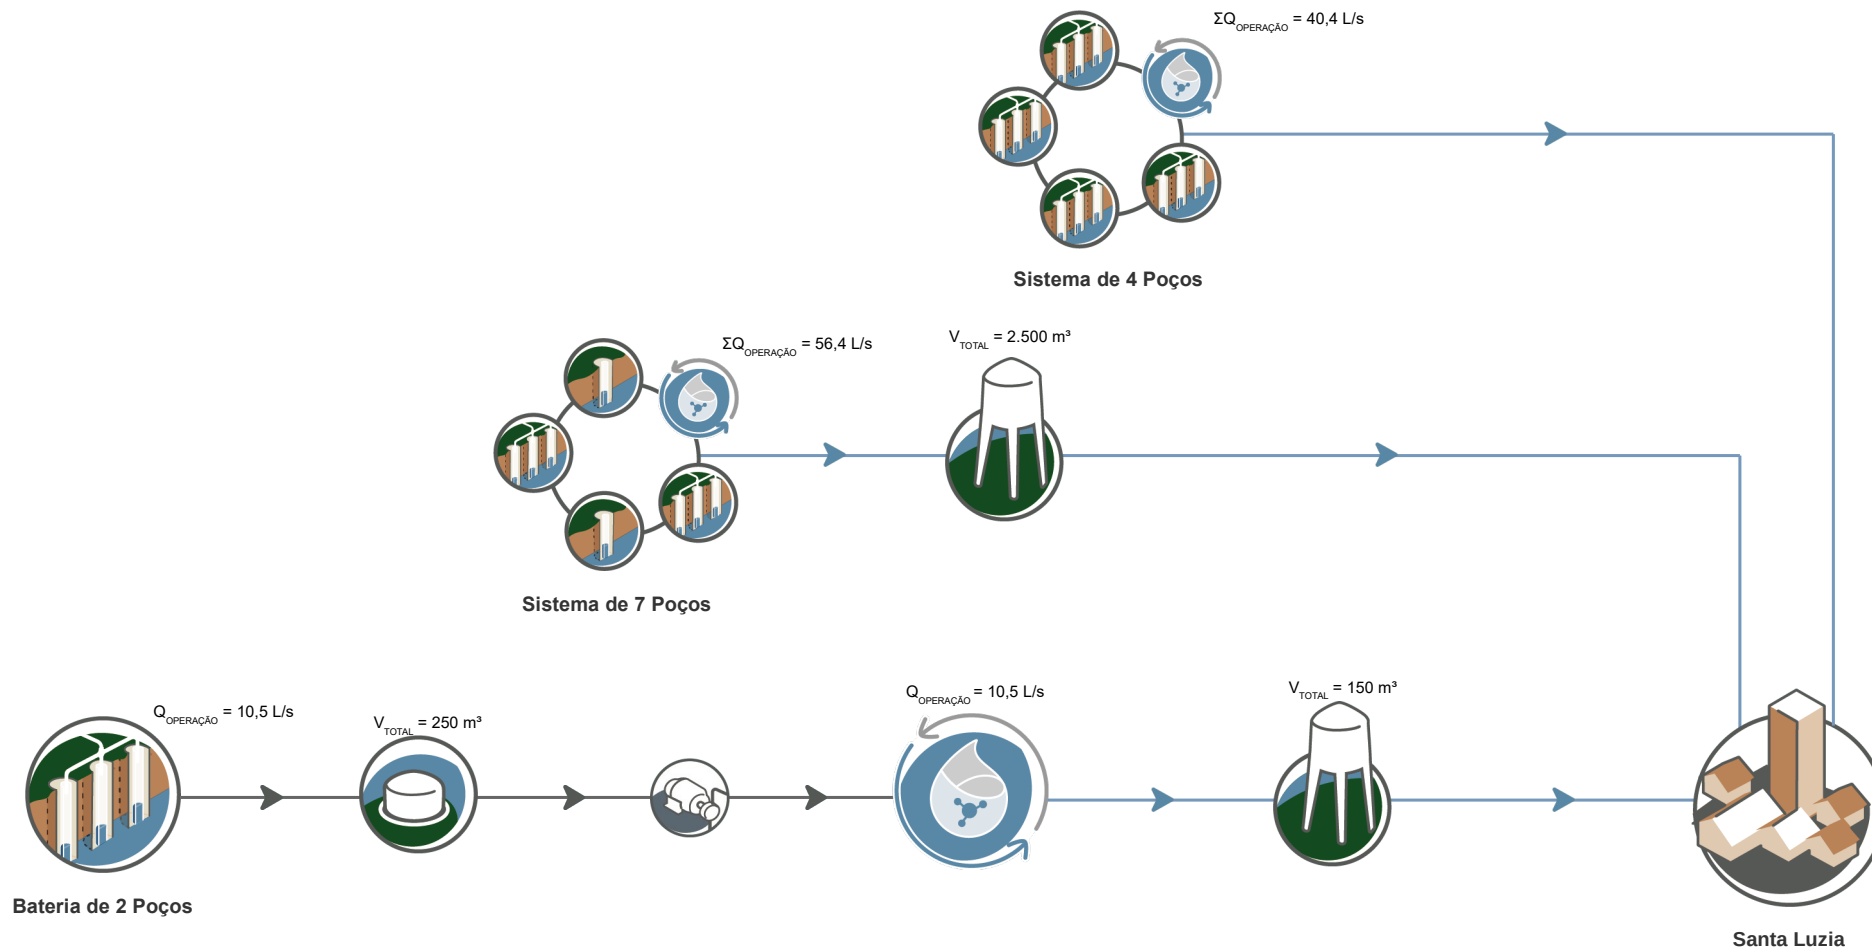 ΣQOPERAÇÃO = 40,4 L/s
Sistema de 4 Poços
ΣQOPERAÇÃO = 56,4 L/s
VTOTAL = 2.500 m³
Sistema de 7 Poços
QOPERAÇÃO = 10,5 L/s
VTOTAL = 250 m³
QOPERAÇÃO = 10,5 L/s
VTOTAL = 150 m³
Bateria de 2 Poços
Santa Luzia